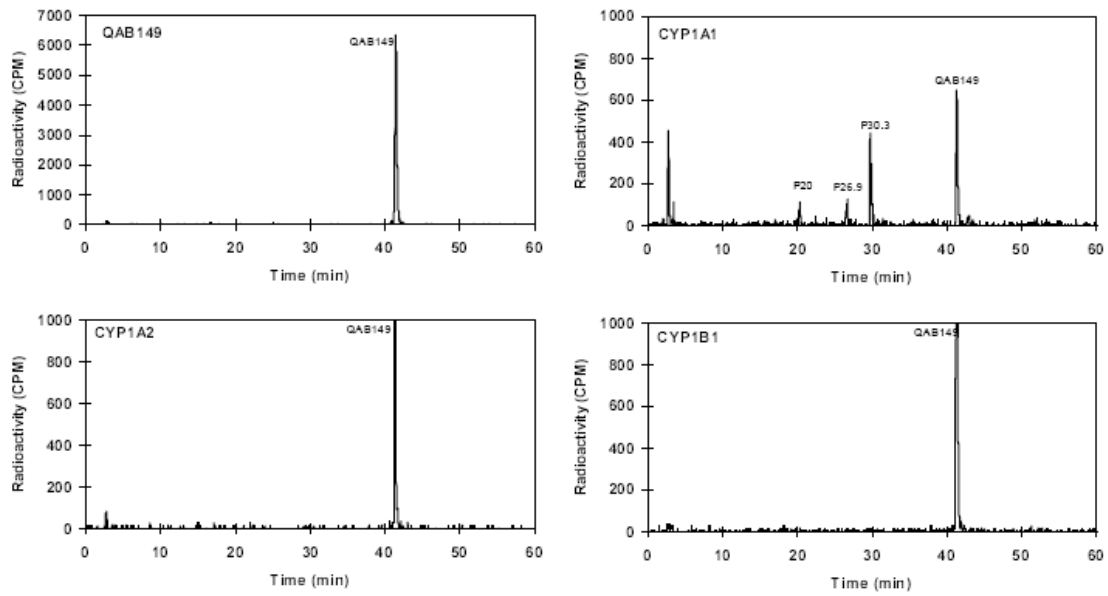 QAB149
QAB149
7000
6000
5000
4000
3000
2000
1000
0
Radioactivity (CPM)
0 10 20 30 40 50 60
Time (min)
CYP1A1
QAB149
P30.3
P20
P26.9
1000
800
600
400
200
0
Radioactivity (CPM)
0 10 20 30 40 50 60
Time (min)
CYP1A2
QAB149
1000
800
600
400
200
0
Radioactivity (CPM)
0 10 20 30 40 50 60
Time (min)
CYP1B1
QAB149
1000
800
600
400
200
0
Radioactivity (CPM)
0 10 20 30 40 50 60
Time (min)